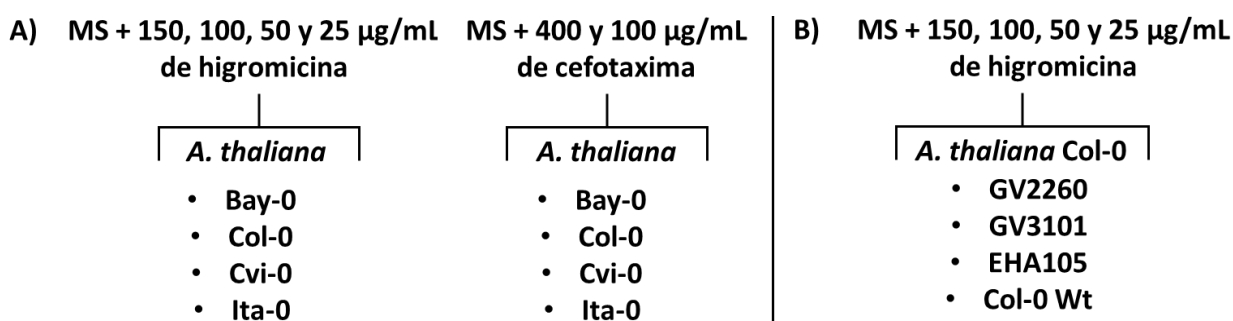 A) MS + 150, 100, 50 y 25 µg/mL de higromicina
A. thaliana
• Bay-0
• Col-0
• Cvi-0
• Ita-0
MS + 400 y 100 µg/mL de cefotaxima
A. thaliana
• Bay-0
• Col-0
• Cvi-0
• Ita-0
B) MS + 150, 100, 50 y 25 µg/mL de higromicina
A. thaliana Col-0
• GV2260
• GV3101
• EHA105
• Col-0 Wt